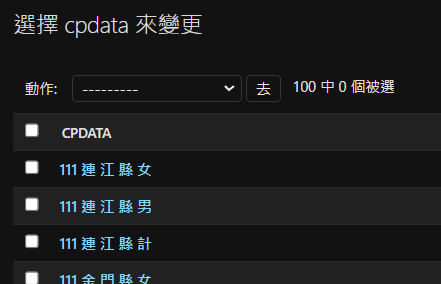 選擇 cpdata 來變更
動作: --------- 去 100 中 0 個被選
CPDATA
111 連 江 縣 女
111 連 江 縣 男
111 連 江 縣 計
111 金 門 縣 女